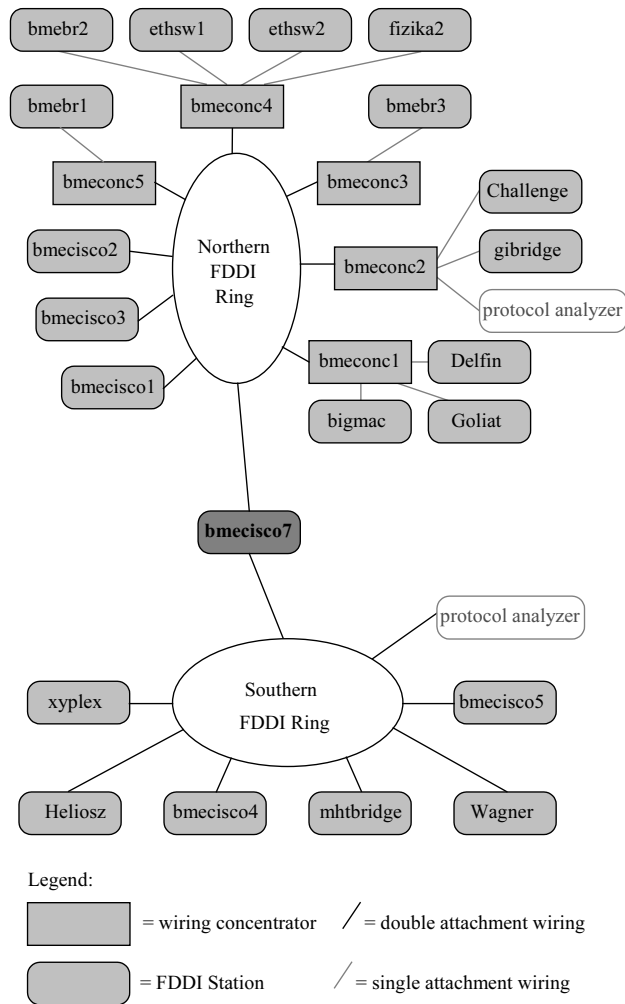 bmebr2
ethsw1
ethsw2
fizika2
bmeconc4
bmebr1
bmebr3
bmeconc5
bmeconc3
Challenge
bmecisco2
Northern
FDDI
Ring
bmeconc2
gibridge
bmecisco3
protocol analyzer
bmecisco1
bmeconc1
Delfin
bigmac
Goliat
bmecisco7
protocol analyzer
xyplex
Southern
FDDI Ring
bmecisco5
Heliosz
bmecisco4
mhtbridge
Wagner
Legend:
= wiring concentrator
= double attachment wiring
= FDDI Station
= single attachment wiring